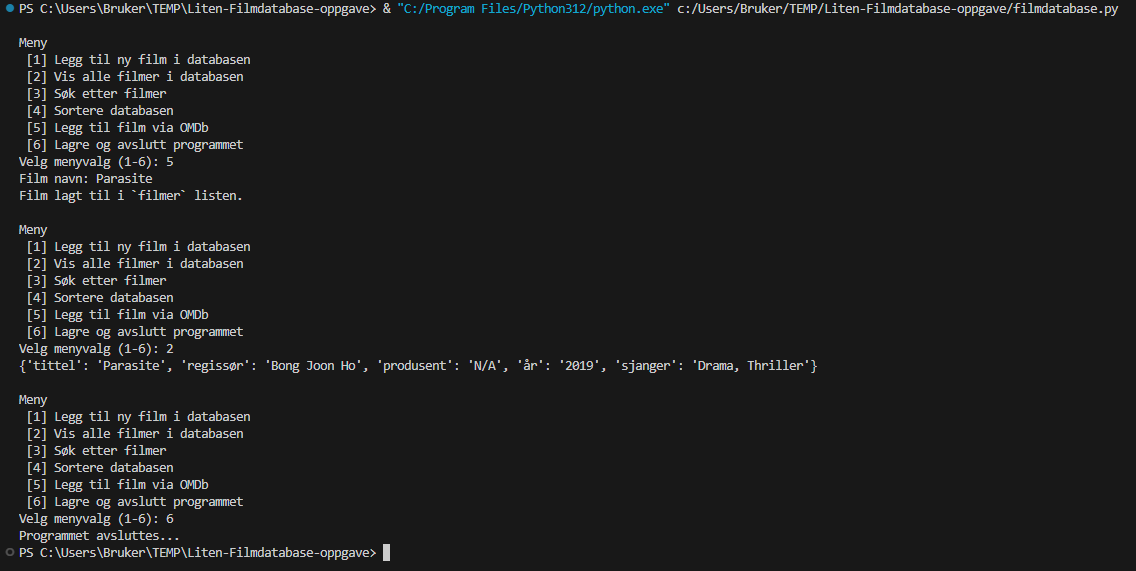 PS C:\Users\Bruker\TEMP\Liten-Filmdatabase-oppgave> & "C:/Program Files/Python312/python.exe" c:/Users/Bruker/TEMP/Liten-Filmdatabase-oppgave/filmdatabase.py
Meny
[1] Legg til ny film i databasen
[2] Vis alle filmer i databasen
[3] Søk etter filmer
[4] Sortere databasen
[5] Legg til film via OMDb
[6] Lagre og avslutt programmet
Velg menyvalg (1-6): 5
Film navn: Parasite
Film lagt til i `filmer` listen.
Meny
[1] Legg til ny film i databasen
[2] Vis alle filmer i databasen
[3] Søk etter filmer
[4] Sortere databasen
[5] Legg til film via OMDb
[6] Lagre og avslutt programmet
Velg menyvalg (1-6): 2
{'tittel': 'Parasite', 'regissør': 'Bong Joon Ho', 'produsent': 'N/A', 'år': '2019', 'sjanger': 'Drama, Thriller'}
Meny
[1] Legg til ny film i databasen
[2] Vis alle filmer i databasen
[3] Søk etter filmer
[4] Sortere databasen
[5] Legg til film via OMDb
[6] Lagre og avslutt programmet
Velg menyvalg (1-6): 6
Programmet avsluttes...
PS C:\Users\Bruker\TEMP\Liten-Filmdatabase-oppgave>